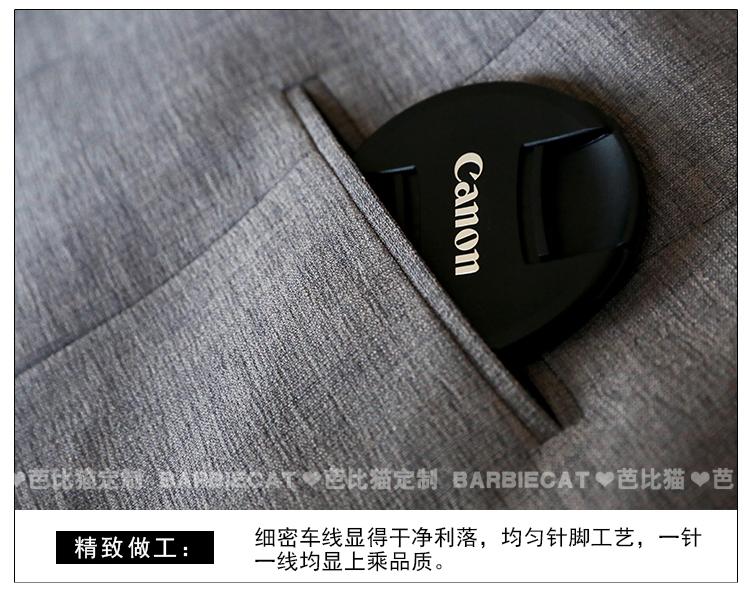 Canon
❤芭比猫定制 BARBIECAT❤芭比猫定制 BARBIECAT❤芭比猫❤芭
精致做工：
细密车线显得干净利落，均匀针脚工艺，一针
一线均显上乘品质。